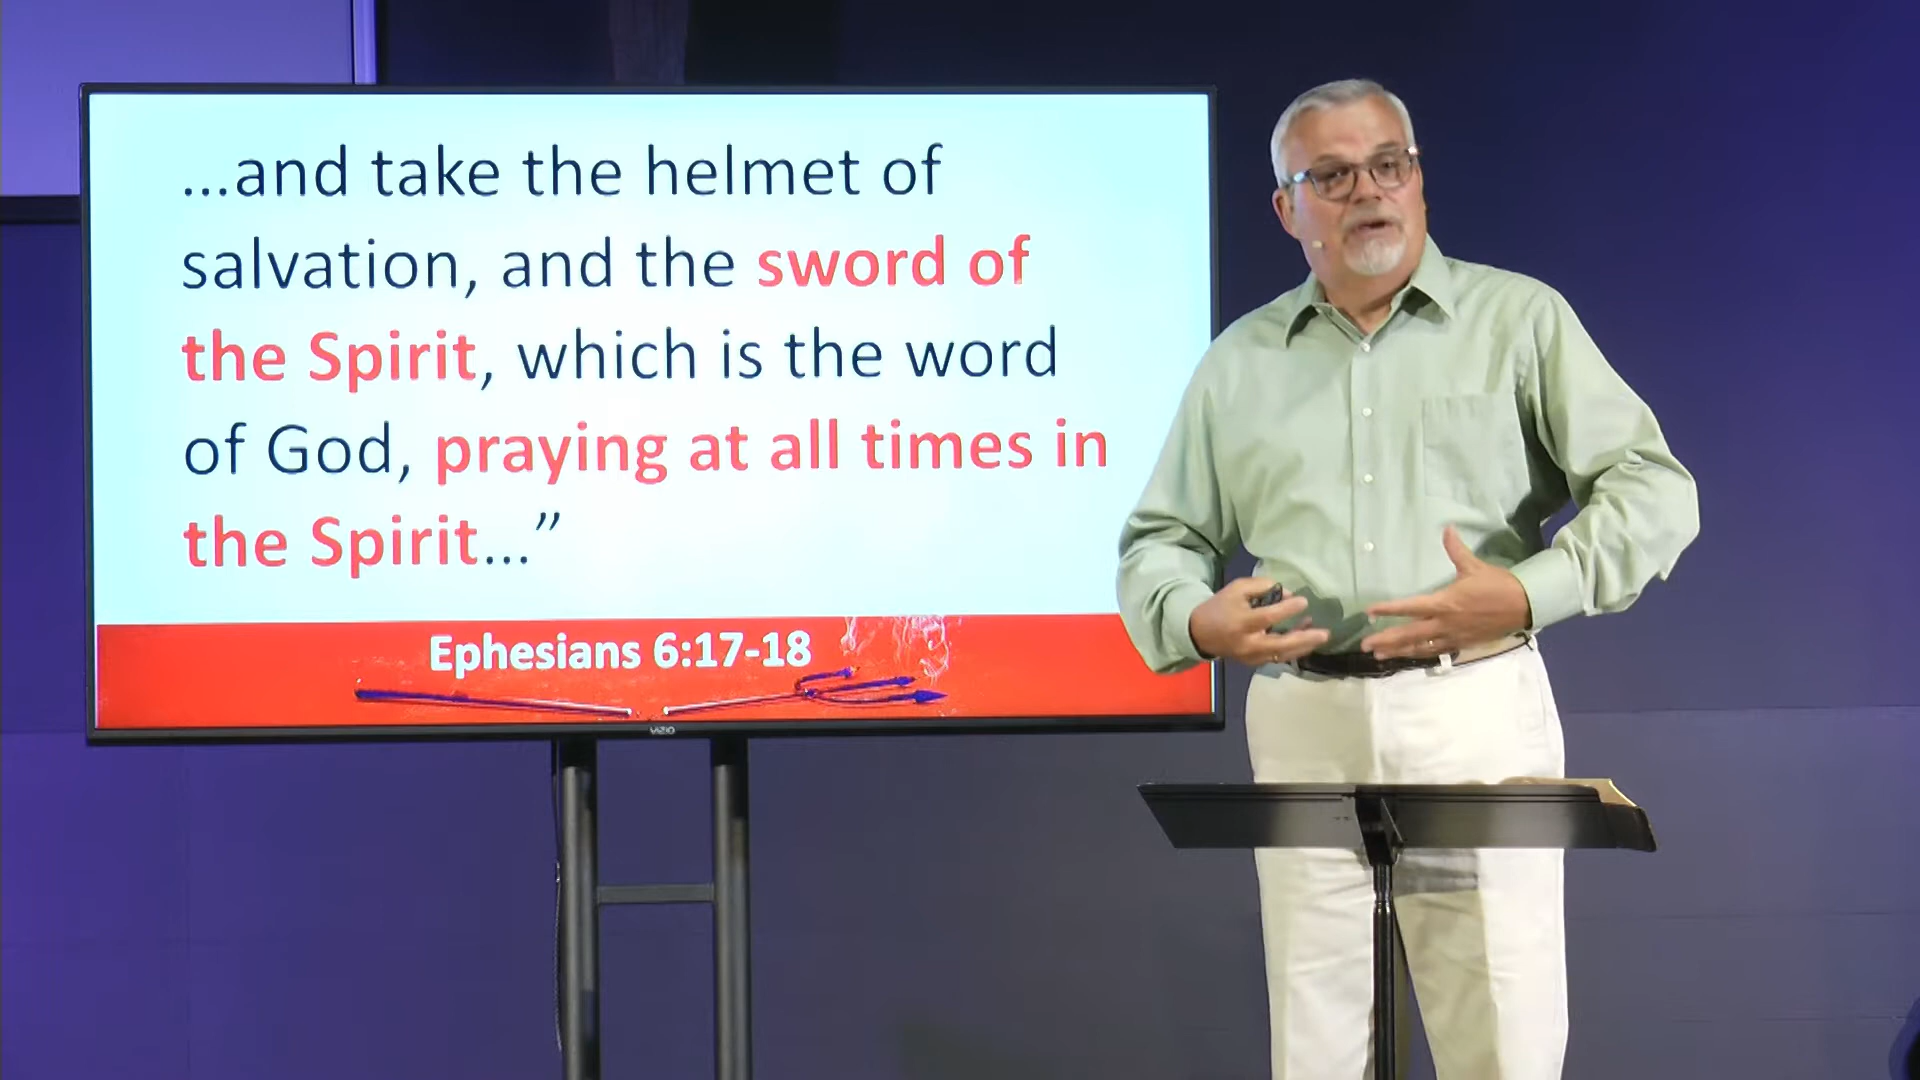 ...and take the helmet of
salvation, and the sword of
the Spirit, which is the word
of God, praying at all times in
the Spirit...”
Ephesians 6:17-18
VIZIO